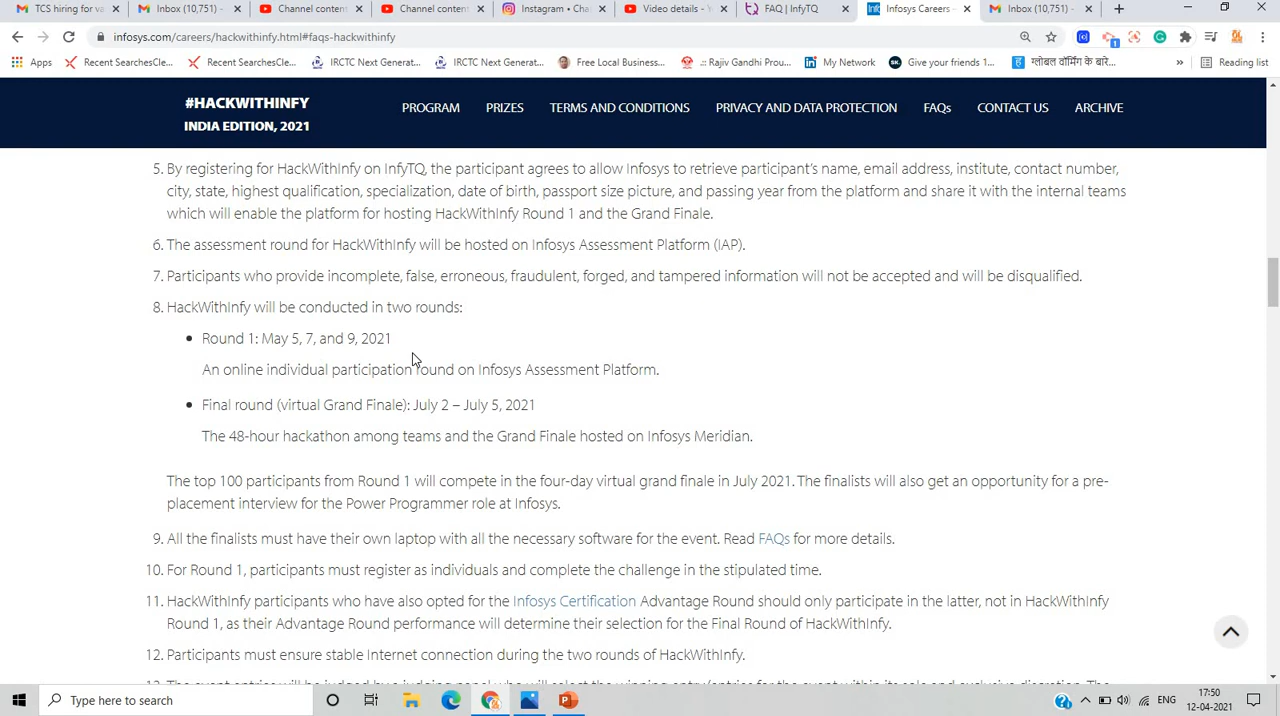 TCS hiring for va
Inbox (10,751) -
Channel content
Channel content
Instagram • Cha
Video details - Y
FAQ | InfyTQ
Infosys Careers -
Inbox (10,751) -
infosys.com/careers/hackwithinfy.html#faqs-hackwithinfy
Apps
Recent SearchesCle...
Recent SearchesCle...
IRCTC Next Generat...
IRCTC Next Generat...
Free Local Business...
.:: Rajiv Gandhi Prou...
My Network
Give your friends 1...
ग्लोबल वॉर्मिंग के बारे...
»
Reading list
#HACKWITHINFY
INDIA EDITION, 2021
PROGRAM
PRIZES
TERMS AND CONDITIONS
PRIVACY AND DATA PROTECTION
FAQs
CONTACT US
ARCHIVE
5. By registering for HackWithInfy on InfyTQ, the participant agrees to allow Infosys to retrieve participant's name, email address, institute, contact number,
city, state, highest qualification, specialization, date of birth, passport size picture, and passing year from the platform and share it with the internal teams
which will enable the platform for hosting HackWithInfy Round 1 and the Grand Finale.
6. The assessment round for HackWithInfy will be hosted on Infosys Assessment Platform (IAP).
7. Participants who provide incomplete, false, erroneous, fraudulent, forged, and tampered information will not be accepted and will be disqualified.
8. HackWithInfy will be conducted in two rounds:
• Round 1: May 5, 7, and 9, 2021
An online individual participation round on Infosys Assessment Platform.
• Final round (virtual Grand Finale): July 2 – July 5, 2021
The 48-hour hackathon among teams and the Grand Finale hosted on Infosys Meridian.
The top 100 participants from Round 1 will compete in the four-day virtual grand finale in July 2021. The finalists will also get an opportunity for a pre-
placement interview for the Power Programmer role at Infosys.
9. All the finalists must have their own laptop with all the necessary software for the event. Read FAQs for more details.
10. For Round 1, participants must register as individuals and complete the challenge in the stipulated time.
11. HackWithInfy participants who have also opted for the Infosys Certification Advantage Round should only participate in the latter, not in HackWithInfy
Round 1, as their Advantage Round performance will determine their selection for the Final Round of HackWithInfy.
12. Participants must ensure stable Internet connection during the two rounds of HackWithInfy.
Type here to search
ENG
17:50
12-04-2021